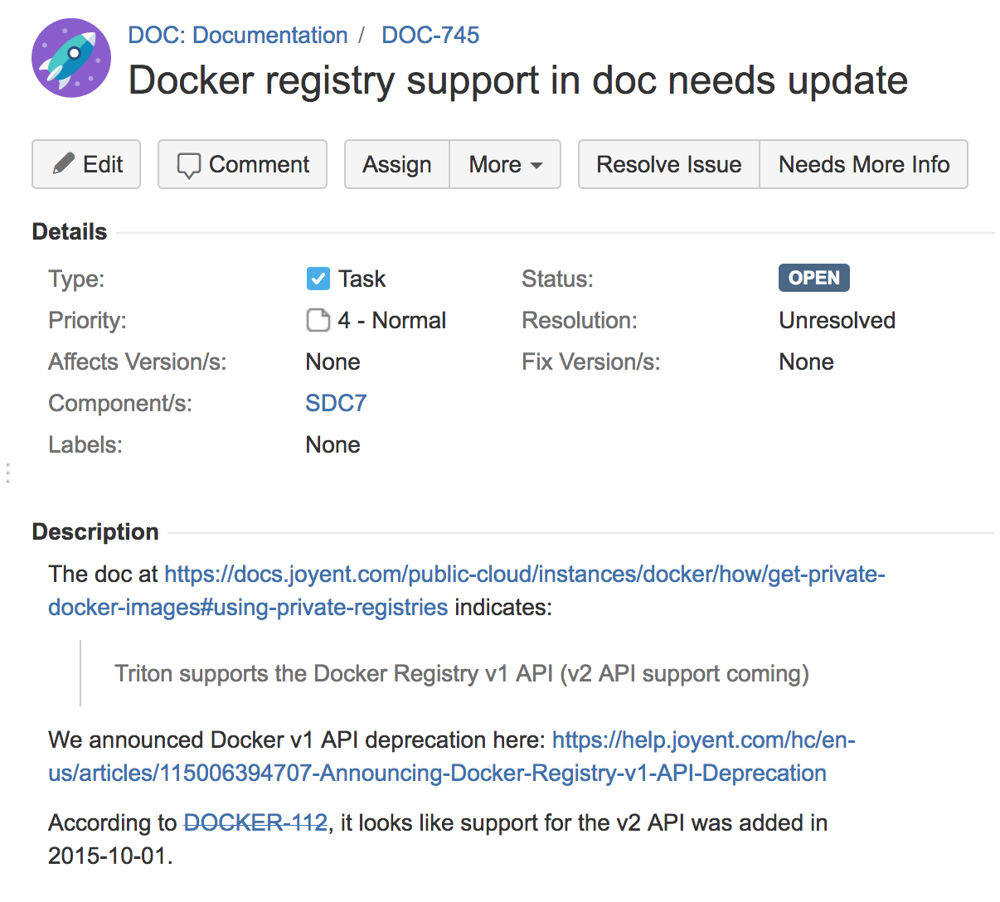 DOC: Documentation / DOC-745
Docker registry support in doc needs update
Edit Comment Assign More Resolve Issue Needs More Info
Details
Type: Task Status: OPEN
Priority: 4 - Normal Resolution: Unresolved
Affects Version/s: None Fix Version/s: None
Component/s: SDC7
Labels: None
Description
The doc at https://docs.joyent.com/public-cloud/instances/docker/how/get-private-
docker-images#using-private-registries indicates:
Triton supports the Docker Registry v1 API (v2 API support coming)
We announced Docker v1 API deprecation here: https://help.joyent.com/hc/en-
us/articles/115006394707-Announcing-Docker-Registry-v1-API-Deprecation
According to DOCKER-112, it looks like support for the v2 API was added in
2015-10-01.